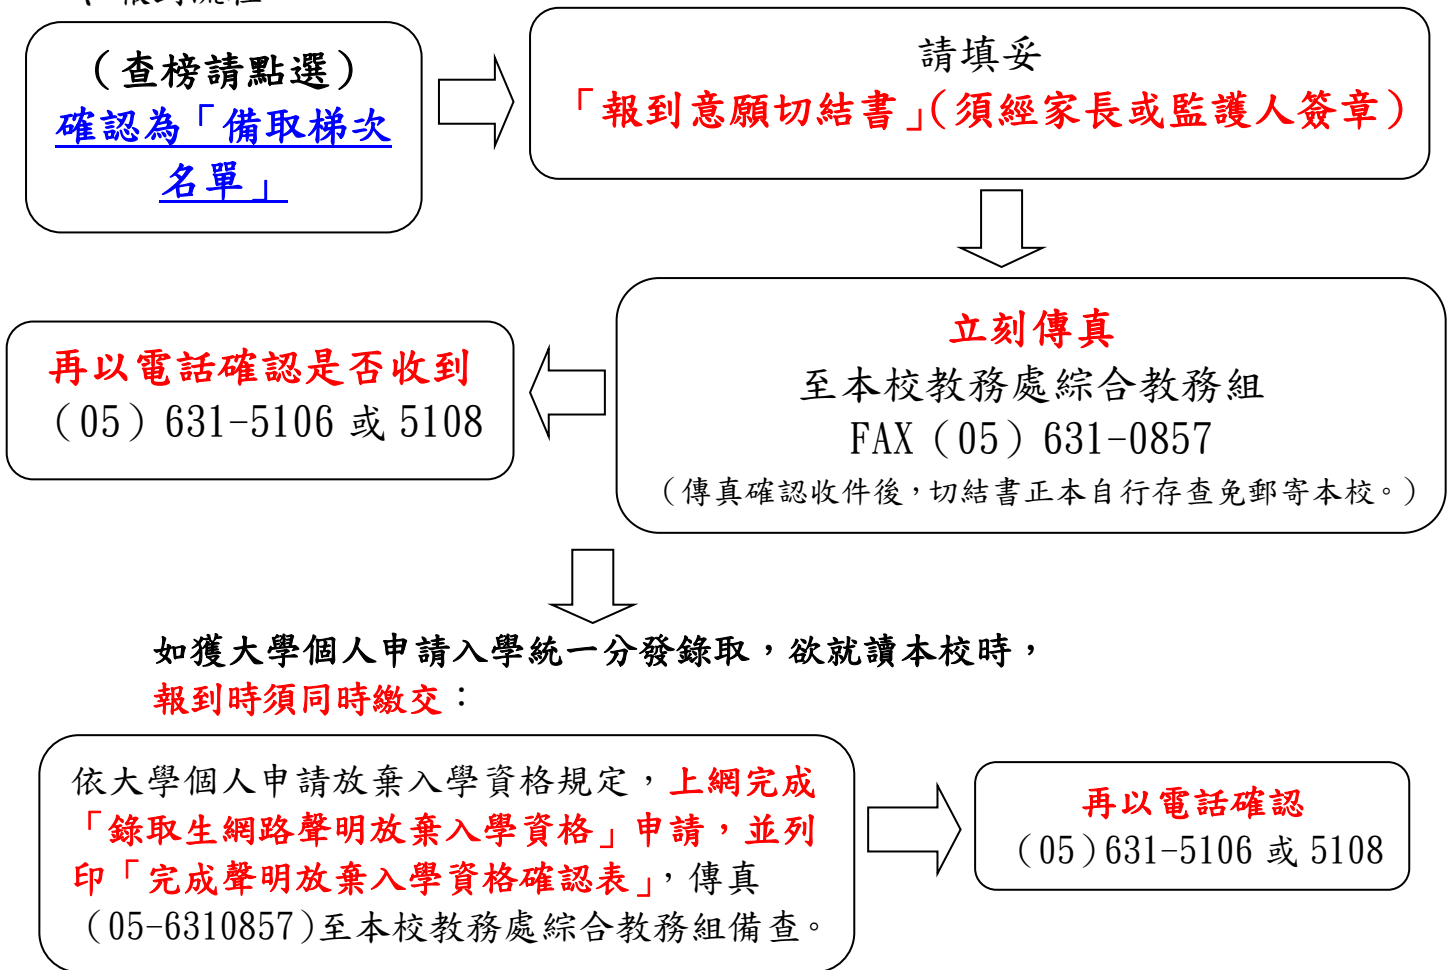 、報到流程
（查榜請點選）
確認為「備取梯次
名單」
請填妥
「報到意願切結書」（須經家長或監護人簽章）
立刻傳真
至本校教務處綜合教務組
FAX（05）631-0857
（傳真確認收件後，切結書正本自行存查免郵寄本校。）
再以電話確認是否收到
（05）631-5106 或 5108
如獲大學個人申請入學統一分發錄取，欲就讀本校時，
報到時須同時繳交：
依大學個人申請放棄入學資格規定，上網完成
「錄取生網路聲明放棄入學資格」申請，並列
印「完成聲明放棄入學資格確認表」，傳真
（05-6310857)至本校教務處綜合教務組備查。
再以電話確認
（05）631-5106 或 5108